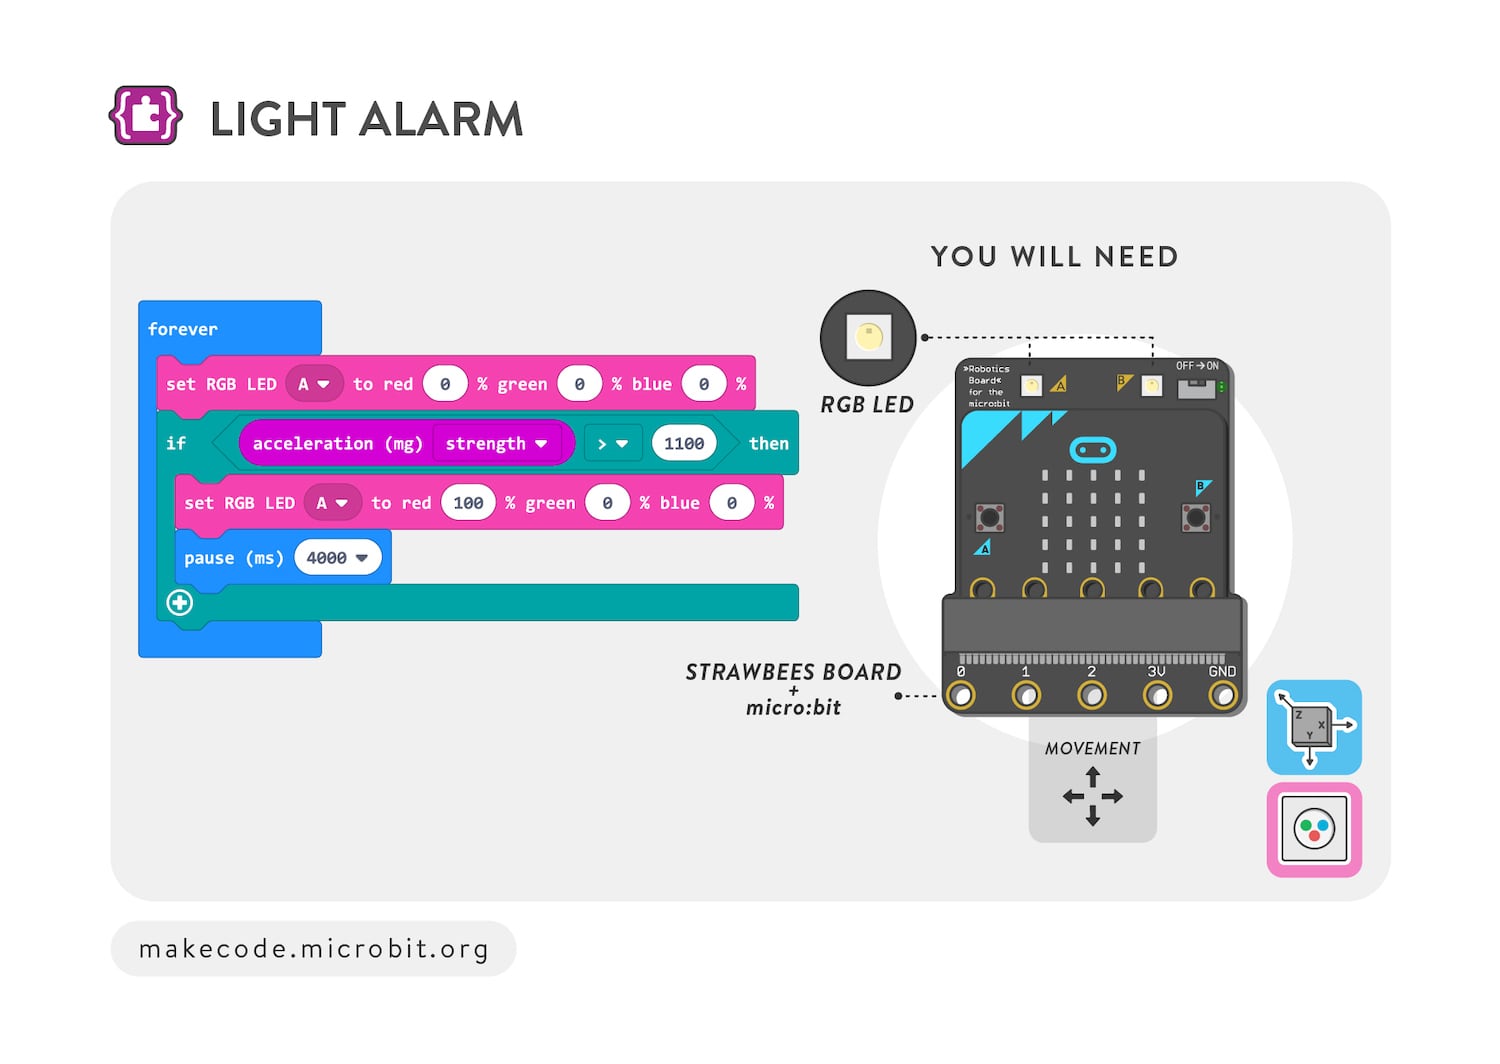 LIGHT ALARM
YOU WILL NEED
forever
set RGB LED A to red 0 % green 0 % blue 0 %
if acceleration (mg) strength > 1100 then
set RGB LED A to red 100 % green 0 % blue 0 %
pause (ms) 4000
RGB LED
»Robotics
Board«
for the
micro:bit
A
B
OFF→ON
B
A
0 1 2 3V GND
STRAWBEES BOARD
+
micro:bit
MOVEMENT
Z
X
Y
makecode.microbit.org